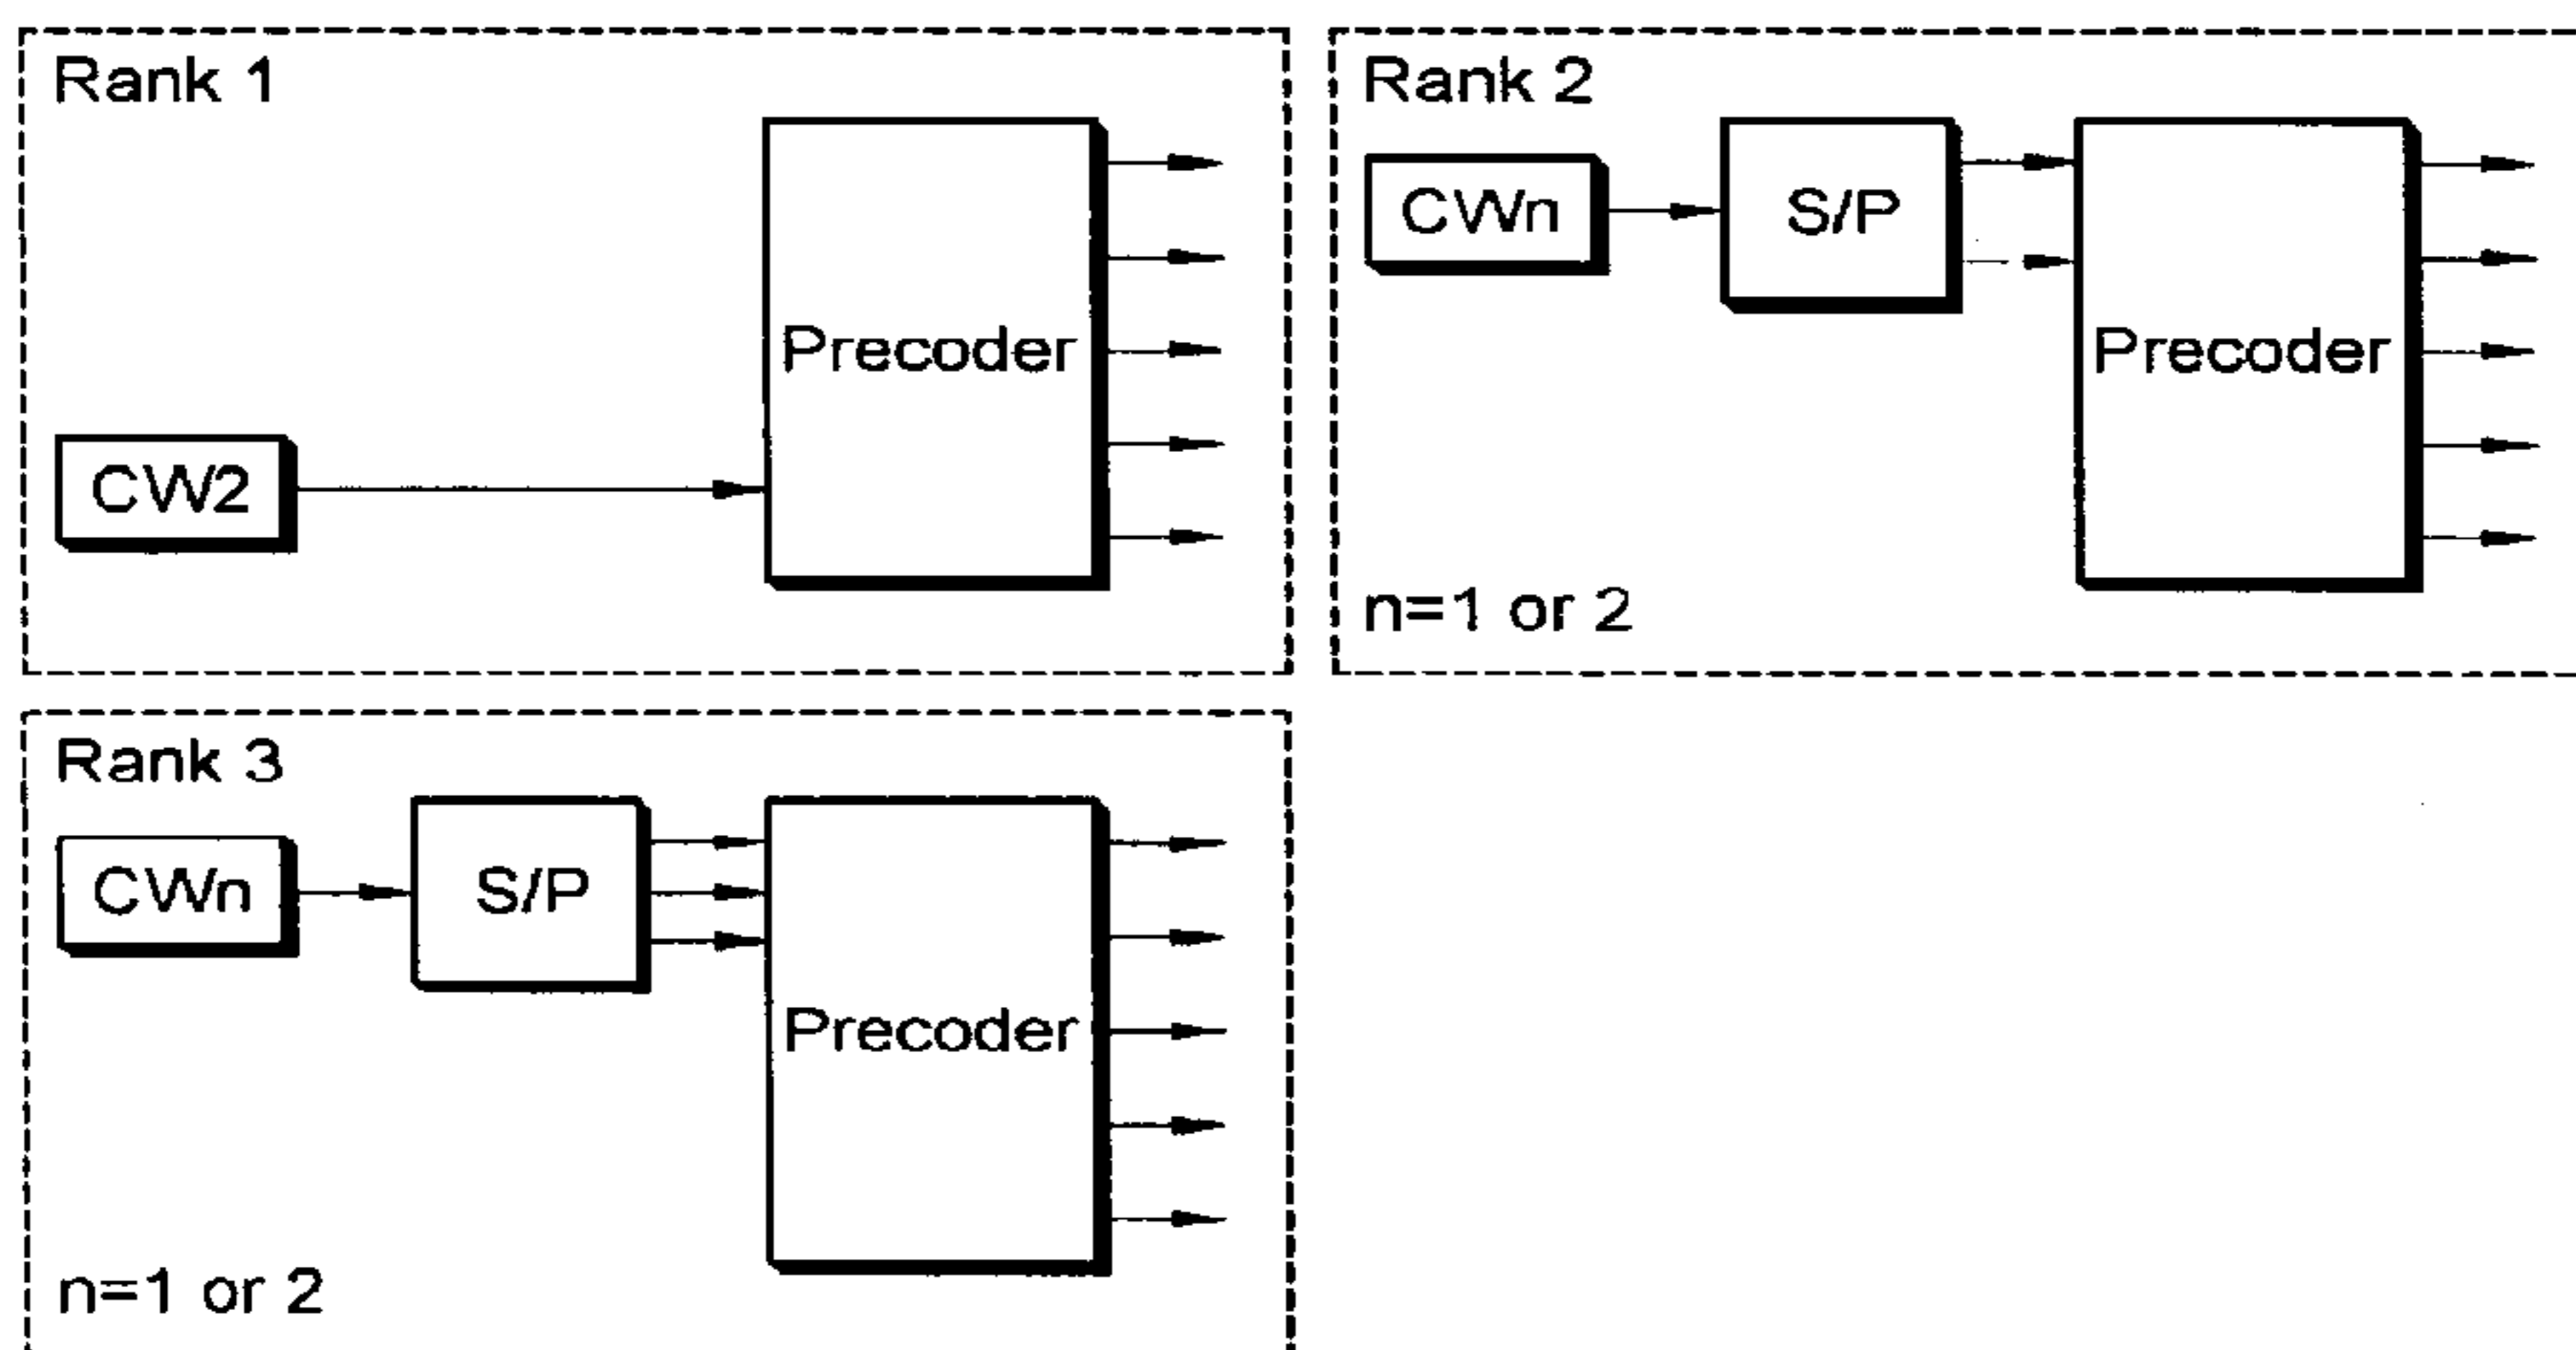 Rank 1
Precoder
CW2
Rank 2
CWn
S/P
Precoder
n=1 or 2
Rank 3
CWn
S/P
Precoder
n=1 or 2